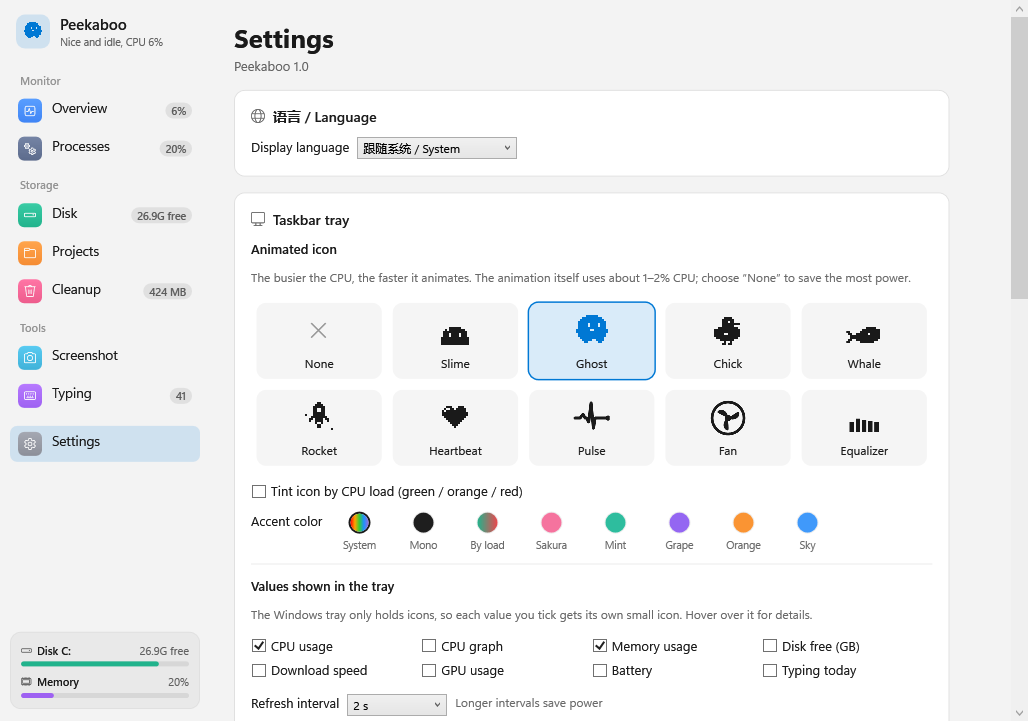 Peekaboo
Nice and idle, CPU 6%
Monitor
Overview 6%
Processes 20%
Storage
Disk 26.9G free
Projects
Cleanup 424 MB
Tools
Screenshot
Typing 41
Settings
Disk C: 26.9G free
Memory 20%
Settings
Peekaboo 1.0
语言 / Language
Display language 跟随系统 / System
Taskbar tray
Animated icon
The busier the CPU, the faster it animates. The animation itself uses about 1–2% CPU; choose “None” to save the most power.
None Slime Ghost Chick Whale
Rocket Heartbeat Pulse Fan Equalizer
Tint icon by CPU load (green / orange / red)
Accent color
System Mono By load Sakura Mint Grape Orange Sky
Values shown in the tray
The Windows tray only holds icons, so each value you tick gets its own small icon. Hover over it for details.
CPU usage CPU graph Memory usage Disk free (GB)
Download speed GPU usage Battery Typing today
Refresh interval 2 s Longer intervals save power